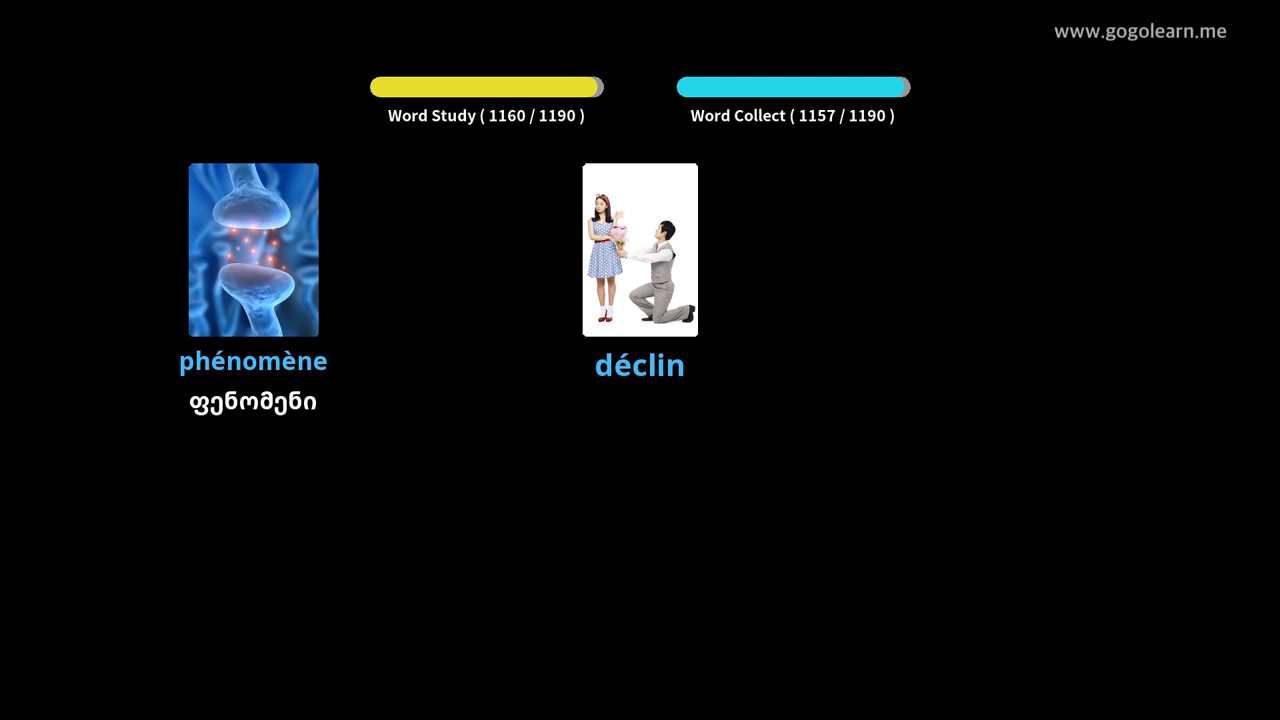 www.gogolearn.me
Word Study ( 1160 / 1190 )
Word Collect ( 1157 / 1190 )
phénomène
ფენომენი
déclin